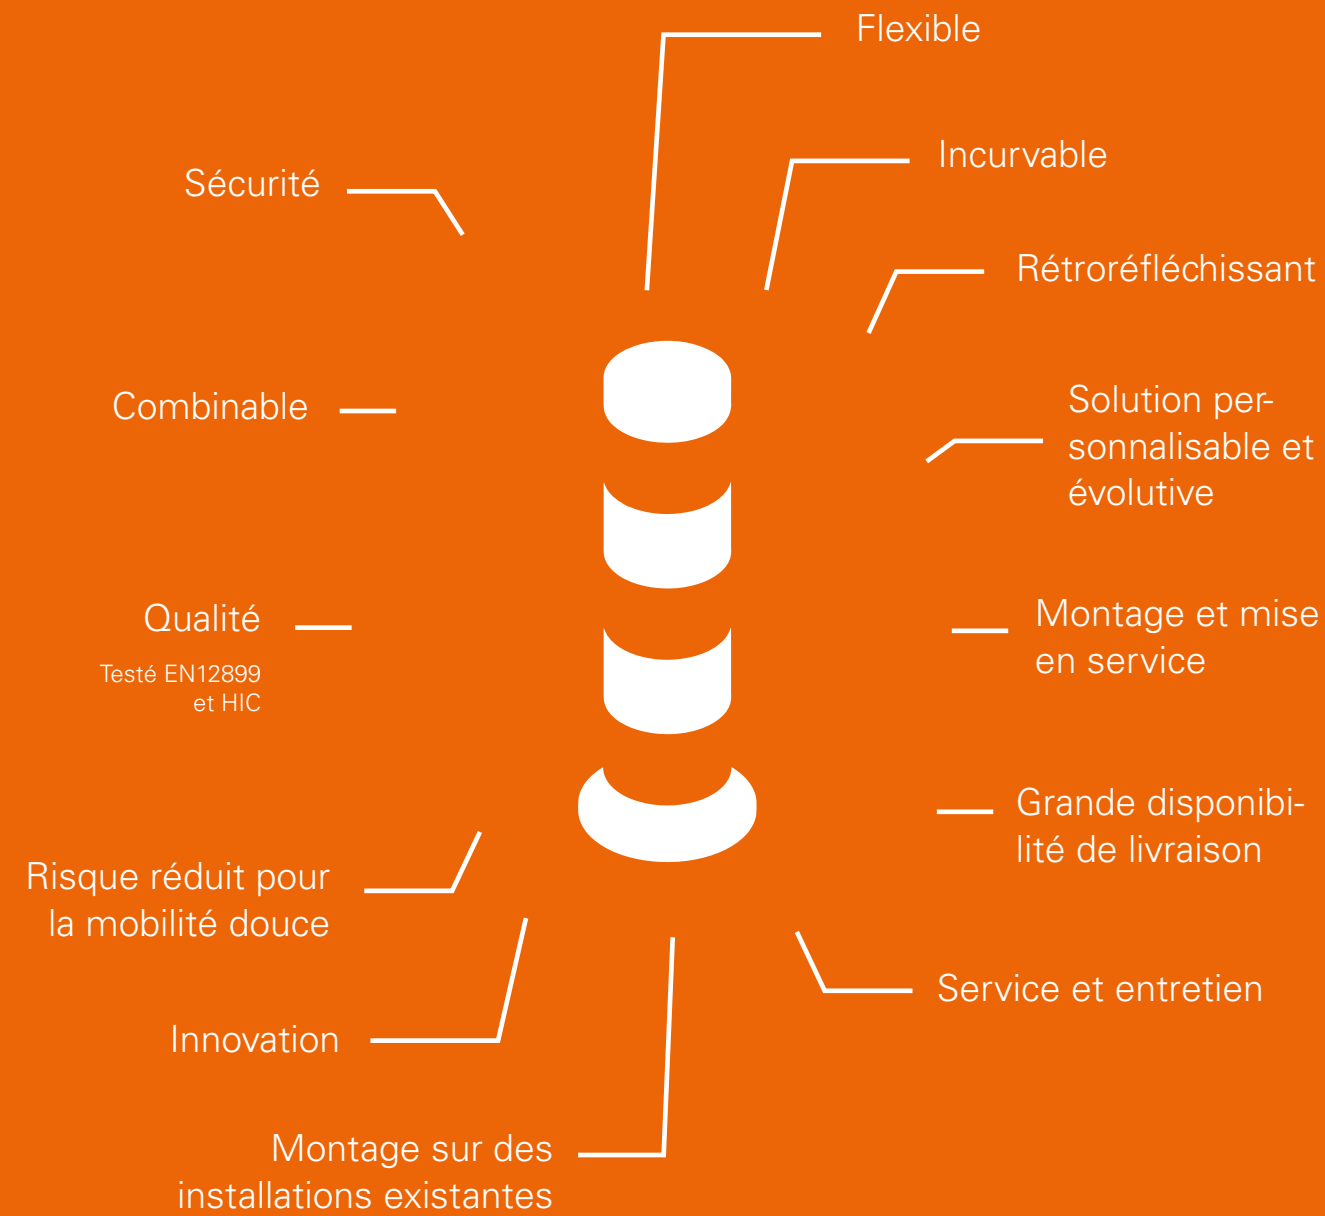 Flexible
Incurvable
Sécurité
Rétroréfléchissant
Combinable
Solution per-
sonnalisable et
évolutive
Qualité
Testé EN12899
et HIC
Montage et mise
en service
Grande disponibi-
lité de livraison
Risque réduit pour
la mobilité douce
Service et entretien
Innovation
Montage sur des
installations existantes